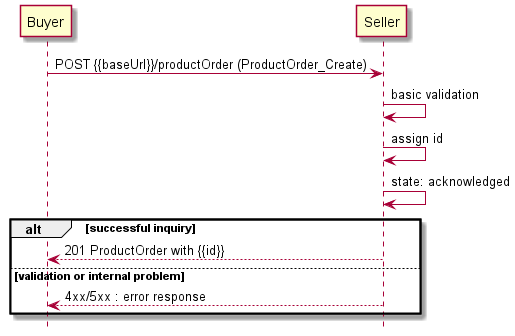 Buyer
Seller
POST {{baseUrl}}/productOrder (ProductOrder_Create)
basic validation
assign id
state: acknowledged
alt
[successful inquiry]
201 ProductOrder with {{id}}
[validation or internal problem]
4xx/5xx : error response